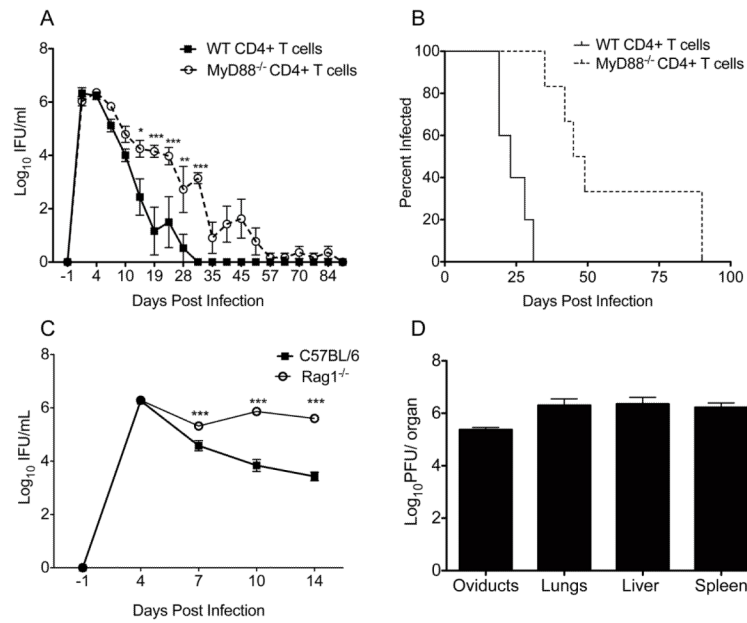 A
WT CD4+ T cells
MyD88-/- CD4+ T cells
Log10 IFU/ml
8
6
4
2
0
* *** *** ** ***
-1 4 10 19 28 35 45 57 70 84
Days Post Infection
B
WT CD4+ T cells
MyD88-/- CD4+ T cells
Percent Infected
100
80
60
40
20
0
0 25 50 75 100
Days Post Infection
C
C57BL/6
Rag1-/-
Log10 IFU/mL
8
6
4
2
0
*** *** ***
-1 4 7 10 14
Days Post Infection
D
Log10PFU/ organ
8
6
4
2
0
Oviducts Lungs Liver Spleen